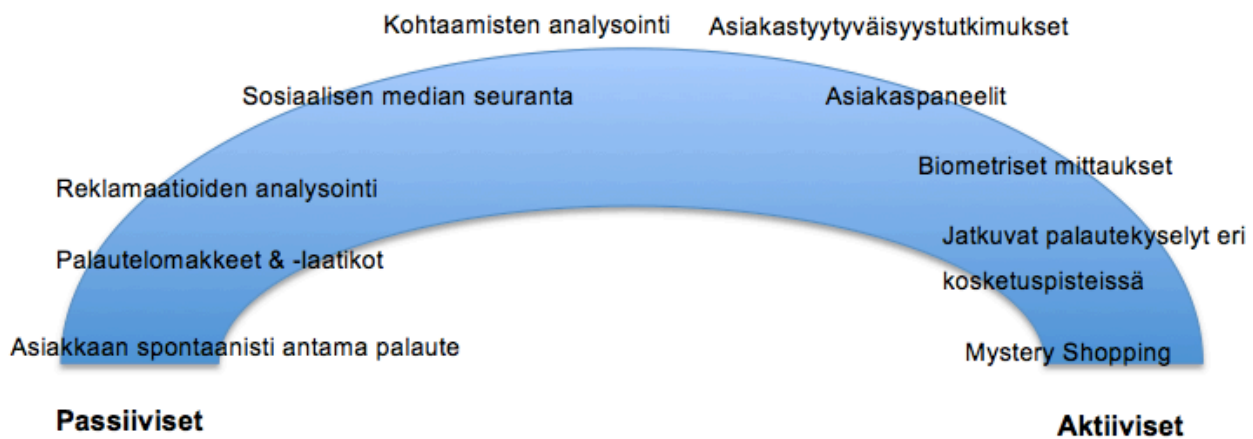 Kohtaamisten analysointi
Asiakastyytyväisyystutkimukset
Sosiaalisen median seuranta
Asiakaspaneelit
Biometriset mittaukset
Reklamaatioiden analysointi
Jatkuvat palautekyselyt eri
kosketuspisteissä
Palautelomakkeet & -laatikot
Asiakkaan spontaanisti antama palaute
Mystery Shopping
Passiiviset
Aktiiviset